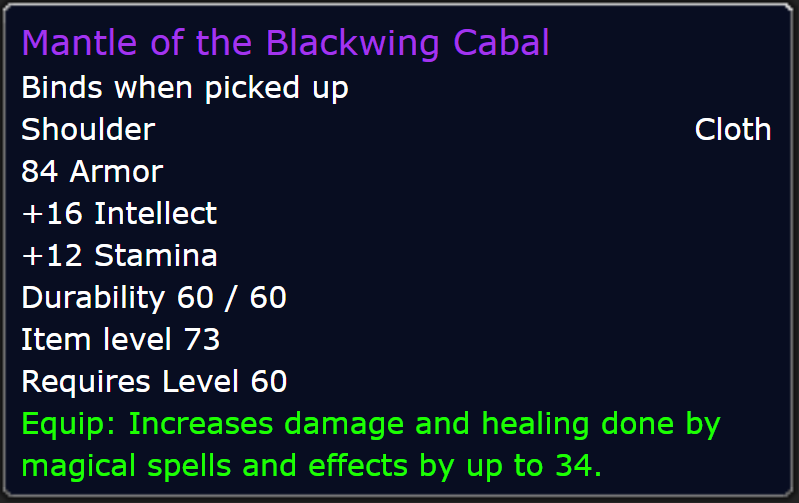 Mantle of the Blackwing Cabal
Binds when picked up
Shoulder Cloth
84 Armor
+16 Intellect
+12 Stamina
Durability 60 / 60
Item level 73
Requires Level 60
Equip: Increases damage and healing done by
magical spells and effects by up to 34.